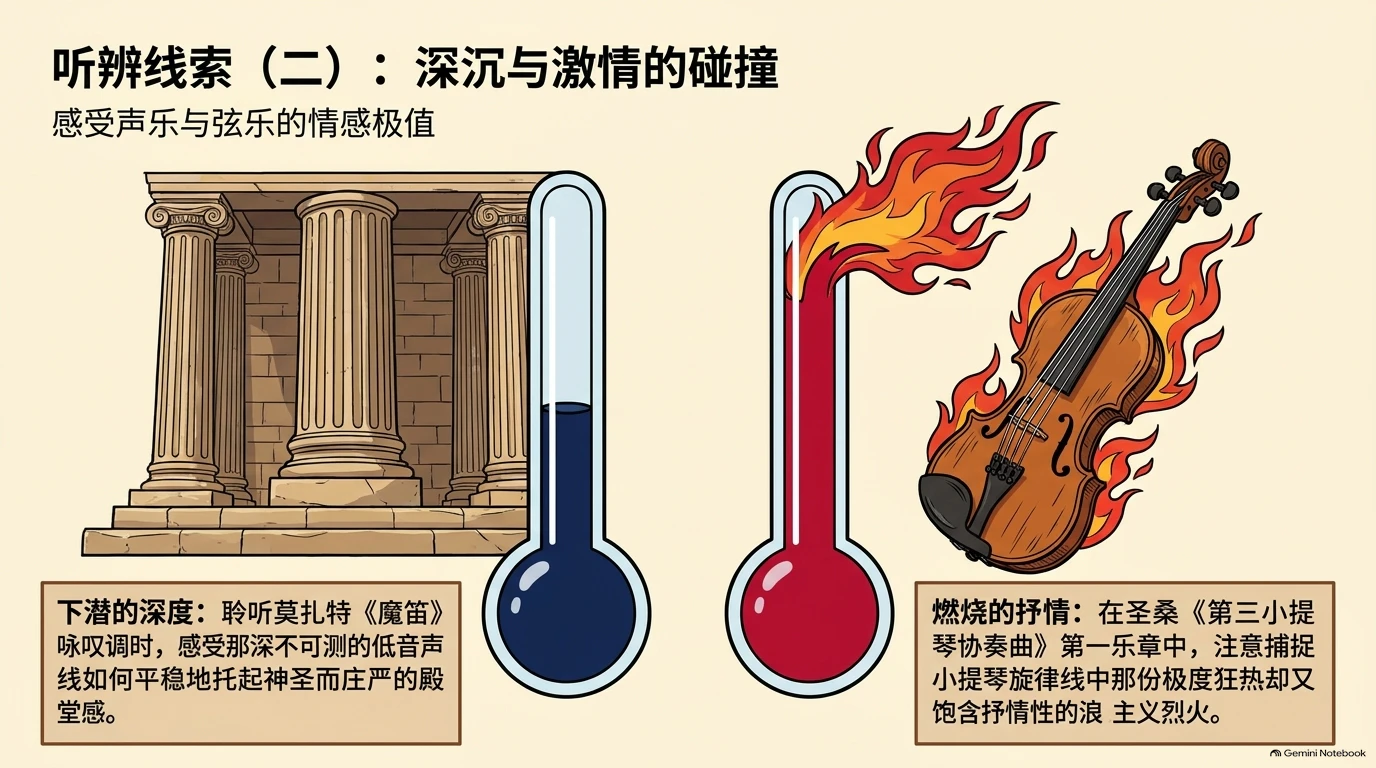 听辨线索（二）：深沉与激情的碰撞
感受声乐与弦乐的情感极值
下潜的深度：聆听莫扎特《魔笛》
咏叹调时，感受那深不可测的低音声
线如何平稳地托起神圣而庄严的殿
堂感。
燃烧的抒情：在圣桑《第三小提
琴协奏曲》第一乐章中，注意捕捉
小提琴旋律线中那份极度狂热却又
饱含抒情性的浪 主义烈火。
Gemini Notebook